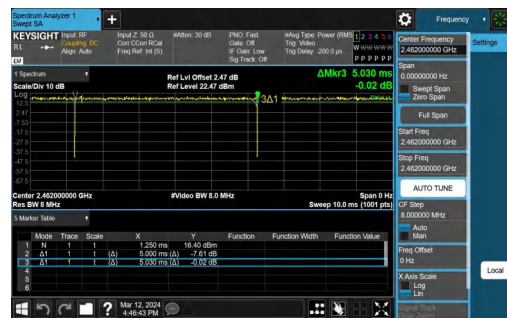 Spectrum Analyzer 1
Swept SA
Frequency
KEYSIGHT
RL
Input: RF
Coupling: DC
Align: Auto
Input Z: 50 Ω
Corr CCorr RCal
Freq Ref: Int (S)
#Atten: 30 dB
PNO: Fast
Gate: Off
IF Gain: Low
Sig Track: Off
#Avg Type: Power (RMS
Trig: Video
Trig Delay: -200.0 µs
1 2 3 4 5 6
W W W W W W
P P P P P P
LXI
1 Spectrum
Scale/Div 10 dB
Ref Lvl Offset 2.47 dB
Ref Level 22.47 dBm
ΔMkr3 5.030 ms
-0.02 dB
Log
12.5
2.47
-7.53
-17.5
-27.5
-37.5
-47.5
-57.5
-67.5
3Δ1
Center 2.462000000 GHz
Res BW 8 MHz
#Video BW 8.0 MHz
Span 0 Hz
Sweep 10.0 ms (1001 pts)
5 Marker Table
Mode Trace Scale X Y Function Function Width Function Value
1 N 1 t 1.250 ms 16.40 dBm
2 Δ1 1 t (Δ) 5.000 ms (Δ) -7.61 dB
3 Δ1 1 t (Δ) 5.030 ms (Δ) -0.02 dB
4
5
6
?
Mar 12, 2024
4:46:43 PM
Center Frequency
2.462000000 GHz
Settings
Span
0.00000000 Hz
Swept Span
Zero Span
Full Span
Start Freq
2.462000000 GHz
Stop Freq
2.462000000 GHz
AUTO TUNE
CF Step
8.000000 MHz
Auto
Man
Freq Offset
0 Hz
X Axis Scale
Log
Lin
Signal Track
Local